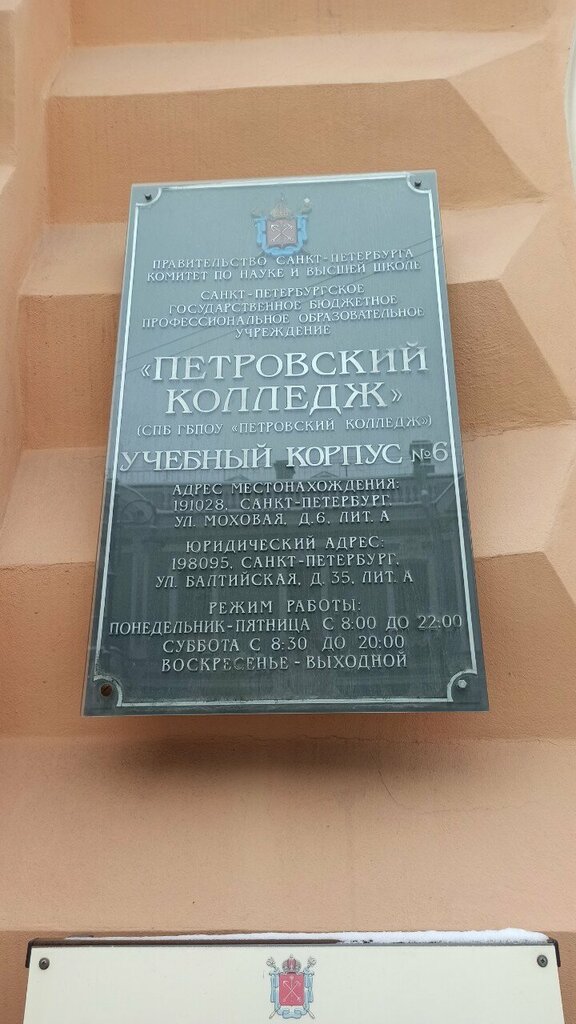 ПРАВИТЕЛЬСТВО САНКТ-ПЕТЕРБУРГА
КОМИТЕТ ПО НАУКЕ И ВЫСШЕЙ ШКОЛЕ
САНКТ-ПЕТЕРБУРГСКОЕ
ГОСУДАРСТВЕННОЕ БЮДЖЕТНОЕ
ПРОФЕССИОНАЛЬНОЕ ОБРАЗОВАТЕЛЬНОЕ
УЧРЕЖДЕНИЕ
«ПЕТРОВСКИЙ
КОЛЛЕДЖ»
(СПБ ГБПОУ «ПЕТРОВСКИЙ КОЛЛЕДЖ»)
УЧЕБНЫЙ КОРПУС №6
АДРЕС МЕСТОНАХОЖДЕНИЯ:
191028, САНКТ-ПЕТЕРБУРГ,
УЛ. МОХОВАЯ, Д.6, ЛИТ. А
ЮРИДИЧЕСКИЙ АДРЕС:
198095, САНКТ-ПЕТЕРБУРГ,
УЛ. БАЛТИЙСКАЯ, Д. 35, ЛИТ. А
РЕЖИМ РАБОТЫ:
ПОНЕДЕЛЬНИК-ПЯТНИЦА С 8:00 ДО 22:00
СУББОТА С 8:30 ДО 20:00
ВОСКРЕСЕНЬЕ - ВЫХОДНОЙ